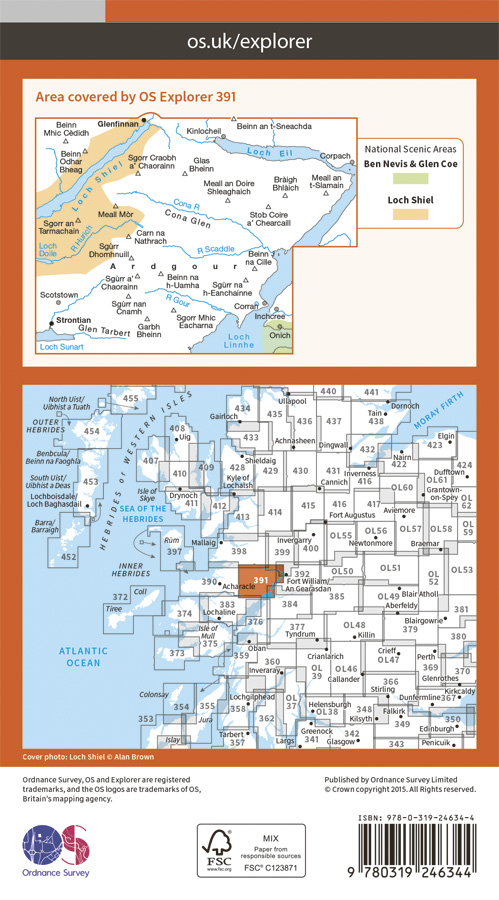 os.uk/explorer
Area covered by OS Explorer 391
Beinn Mhic Cèdidh
Glenfinnan
Kinlocheil
Beinn an t-Sneachda
Loch Eil
Corpach
Beinn Odhar Bheag
Loch Shiel
Sgorr Craobh a' Chaorainn
Glas Bheinn
Meall an Doire Shleaghaich
Bràigh Bhlàich
Meall an t-Slamain
Cona R
Cona Glen
Meall Mòr
Stob Coire a' Chearcaill
Sgorr an Tarmachain
Loch Doile
R Hurich
Carn na Nathrach
Sgùrr Dhomhnuill
R Scaddle
Ardgour
Beinn na Cille
Sgùrr a' Chaorainn
Beinn na h-Uamha
Sgùrr na h-Eanchainne
Scotstown
Sgùrr nan Cnamh
R Gour
Corran
Strontian
Glen Tarbert
Garbh Bheinn
Sgorr Mhic Eacharna
Inchcree
Onich
Loch Sunart
Loch Linnhe
National Scenic Areas
Ben Nevis & Glen Coe
Loch Shiel
North Uist/
Uibhist a Tuath
455
OUTER
HEBRIDES
454
Benbcula/
Beinn na Faoghla
South Uist/
Uibhist a Deas
453
Lochboisdale/
Loch Baghasdail
Barra/
Barraigh
452
HEBRIDES or WESTERN ISLES
408
Uig
407
410
409
Isle of
Skye
Drynoch
411
SEA OF THE
HEBRIDES
Rùm
397
INNER
HEBRIDES
Mallaig
434
Ullapool
440
441
Dornoch
Tain
438
MORAY FIRTH
Gairloch
435
436
437
433
Achnasheen
Dingwall
432
Nairn
422
Elgin
423
424
Shieldaig
428
429
430
431
Inverness
Dufftown
Kyle of
Lochalsh
Cannich
416
417
OL60
OL61
Grantown-
on-Spey
OL
62
412
413
414
415
416
Fort Augustus
Aviemore
OL55
OL56
OL57
OL58
OL
59
Newtonmore
Braemar
398
399
Invergarry
400
390
Acharacle
391
392
Fort William/
An Gearasdan
OL50
OL51
OL
52
OL53
372
Coll
Tiree
374
383
Lochaline
384
385
OL49
Blair Atholl
Aberfeldy
381
Isle of
Mull
373
375
376
377
Tyndrum
OL48
Killin
Blairgowrie
379
380
ATLANTIC
OCEAN
359
Oban
360
Inveraray
Crianlarich
OL
39
OL46
Callander
Crieff
OL47
Perth
369
370
Glenrothes
Colonsay
353
354
355
Jura
Islay
Lochgilphead
358
362
Tarbert
357
OL
37
Helensburgh
OL38
348
Kilsyth
366
Stirling
Dunfermline
367
Kirkcaldy
Falkirk
349
350
Edinburgh
Largs
Greenock
341
342
Glasgow
343
Penicuik
Cover photo: Loch Shiel © Alan Brown
Ordnance Survey, OS and Explorer are registered
trademarks, and the OS logos are trademarks of OS,
Britain's mapping agency.
Published by Ordnance Survey Limited
© Crown copyright 2015. All rights reserved.
OS
Ordnance Survey
FSC
www.fsc.org
MIX
Paper from
responsible sources
FSC® C123871
ISBN: 978-0-319-24634-4
9 780319 246344